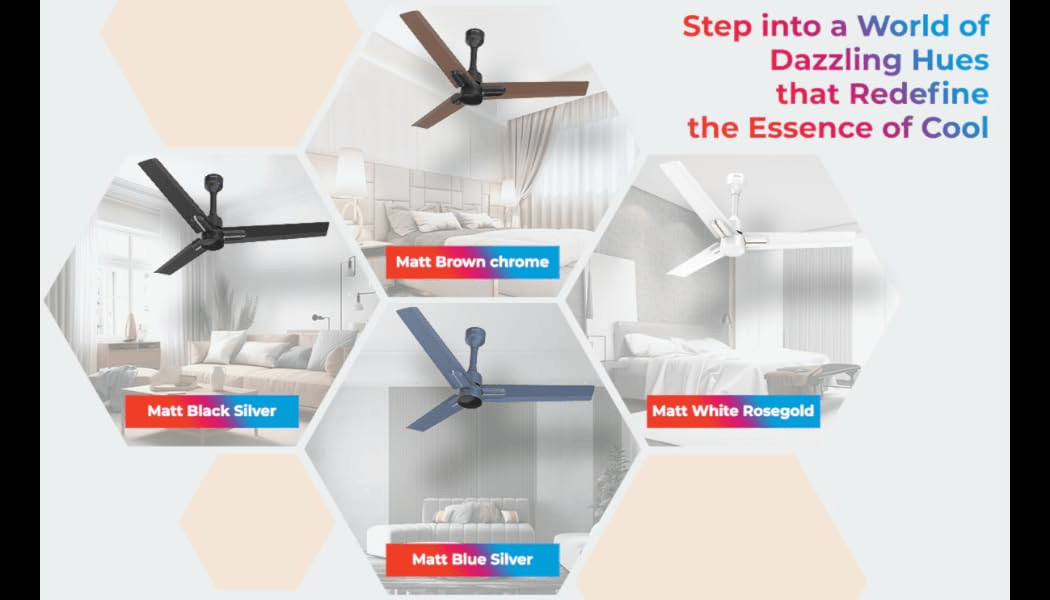 Step into a World of
Dazzling Hues
that Redefine
the Essence of Cool
Matt Brown chrome
Matt Black Silver
Matt White Rosegold
Matt Blue Silver